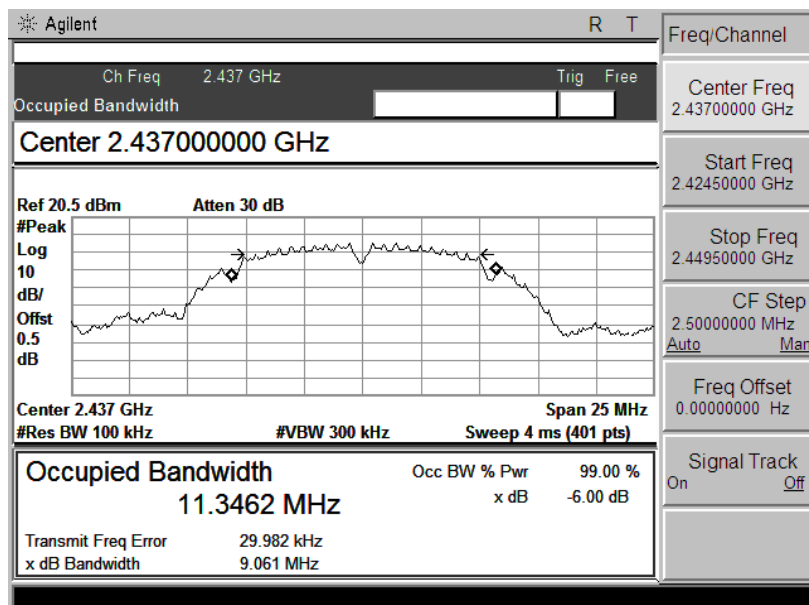 Agilent R T
Freq/Channel
Ch Freq 2.437 GHz Trig Free
Occupied Bandwidth
Center 2.437000000 GHz
Ref 20.5 dBm Atten 30 dB
#Peak
Log
10
dB/
Offst
0.5
dB
Center 2.437 GHz Span 25 MHz
#Res BW 100 kHz #VBW 300 kHz Sweep 4 ms (401 pts)
Occupied Bandwidth Occ BW % Pwr 99.00 %
11.3462 MHz x dB -6.00 dB
Transmit Freq Error 29.982 kHz
x dB Bandwidth 9.061 MHz
Center Freq
2.43700000 GHz
Start Freq
2.42450000 GHz
Stop Freq
2.44950000 GHz
CF Step
2.50000000 MHz
Auto Man
Freq Offset
0.00000000 Hz
Signal Track
On Off